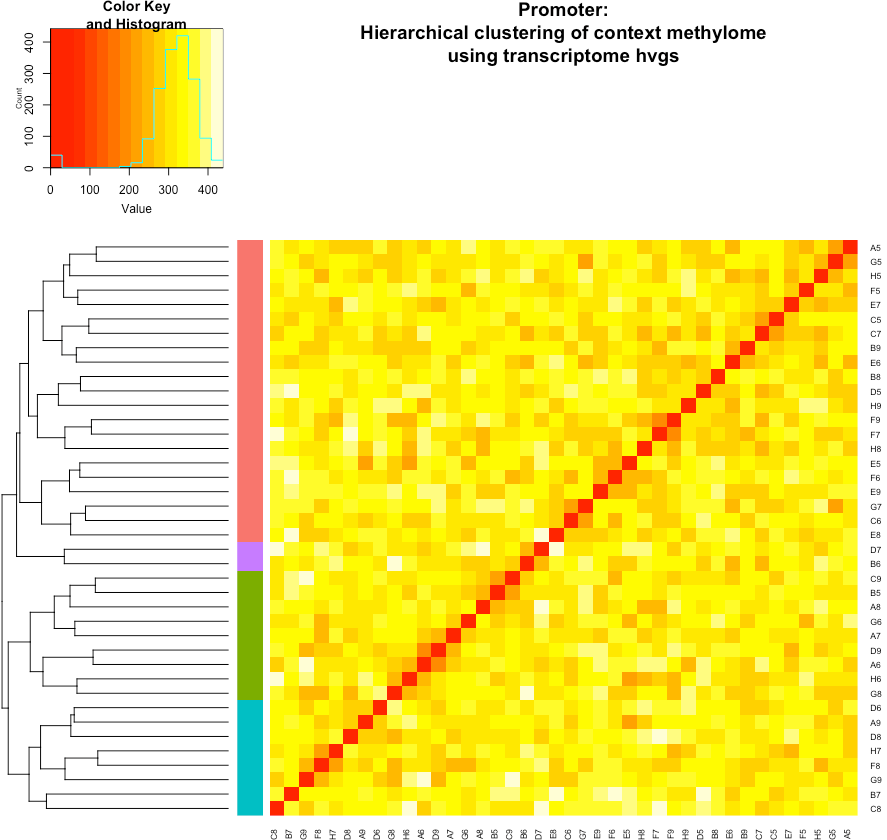 Color Key
and Histogram
Promoter:
Hierarchical clustering of context methylome
using transcriptome hvgs
Count
0 100 200 300 400
0 100 200 300 400
Value
A5
G5
H5
F5
E7
C5
C7
B9
E6
B8
D5
H9
F9
F7
H8
E5
F6
E9
G7
C6
E8
D7
B6
C9
B5
A8
G6
A7
D9
A6
H6
G8
D6
A9
D8
H7
F8
G9
B7
C8
C8 B7 G9 F8 H7 D8 A9 D6 G8 H6 A6 D9 A7 G6 A8 B5 C9 B6 D7 E8 C6 G7 E9 F6 E5 H8 F7 F9 H9 D5 B8 E6 B9 C7 C5 E7 F5 H5 G5 A5